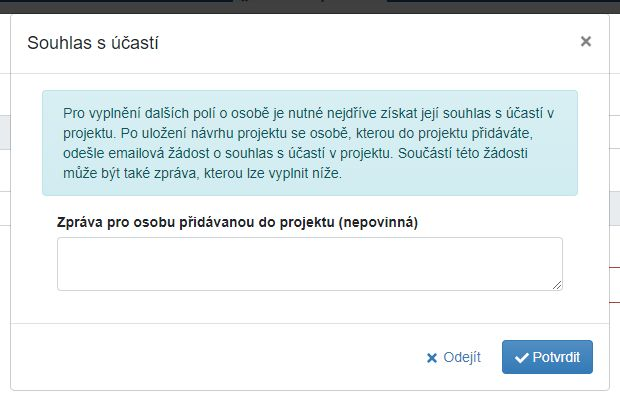 Souhlas s účastí
Pro vyplnění dalších polí o osobě je nutné nejdříve získat její souhlas s účastí v
projektu. Po uložení návrhu projektu se osobě, kterou do projektu přidáváte,
odešle emailová žádost o souhlas s účastí v projektu. Součástí této žádosti
může být také zpráva, kterou lze vyplnit níže.
Zpráva pro osobu přidávanou do projektu (nepovinná)
Odejít
Potvrdit